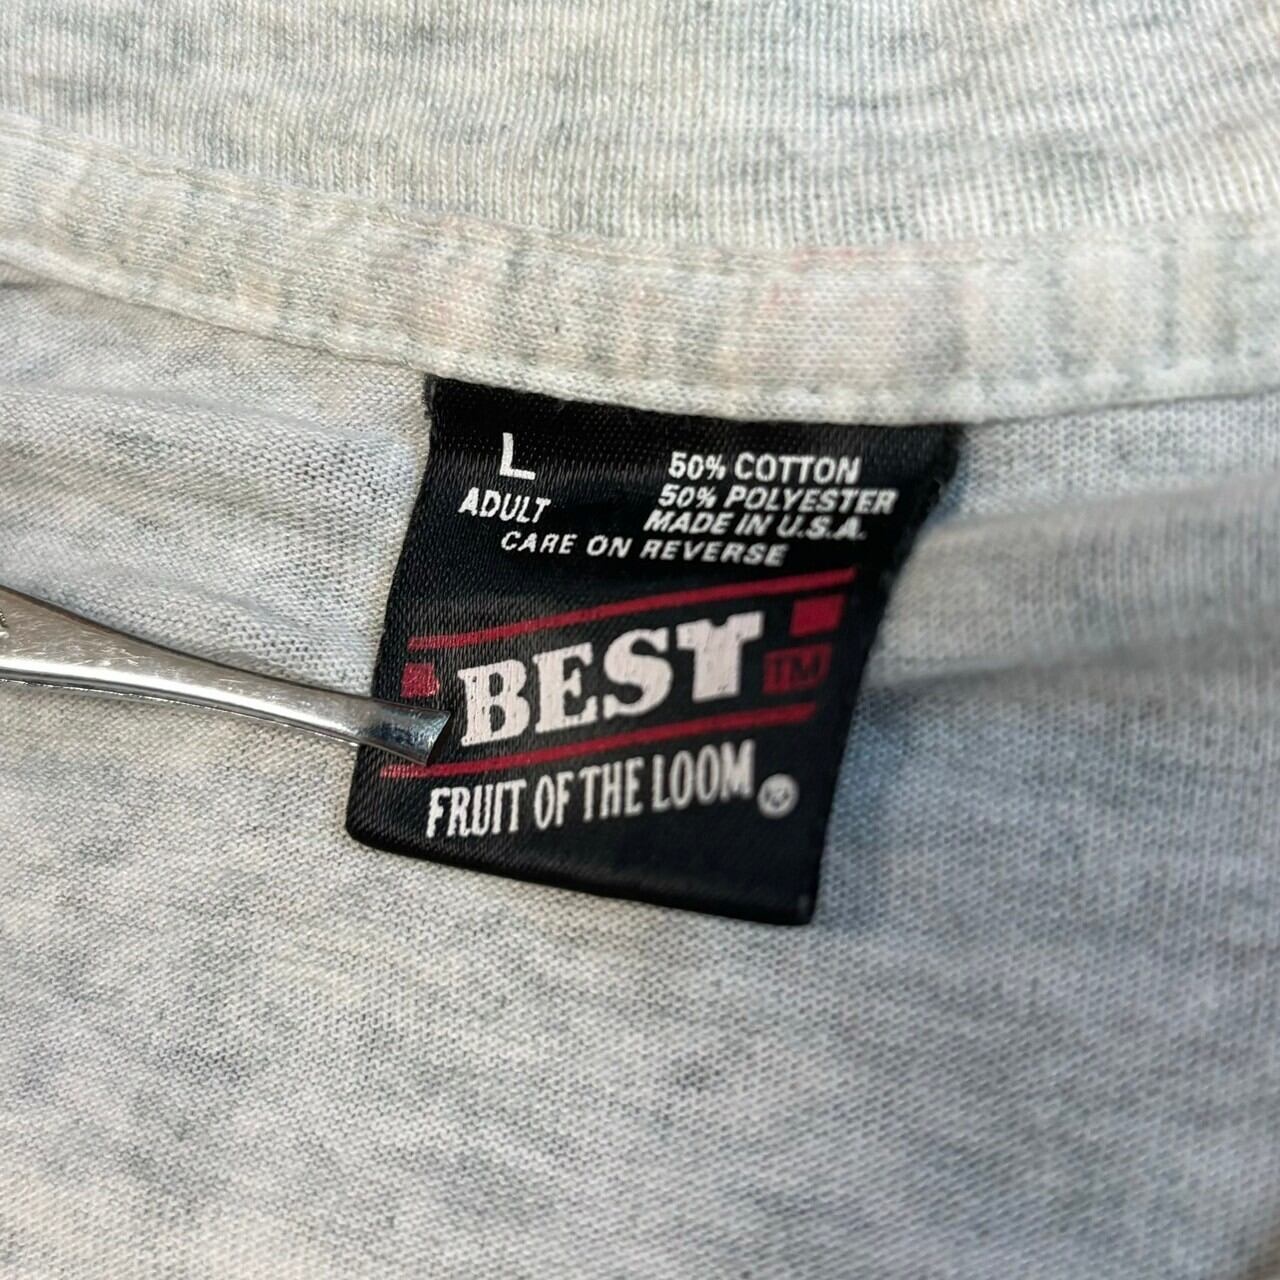 L
ADULT
50% COTTON
50% POLYESTER
MADE IN U.S.A.
CARE ON REVERSE
BEST TM
FRUIT OF THE LOOM ®